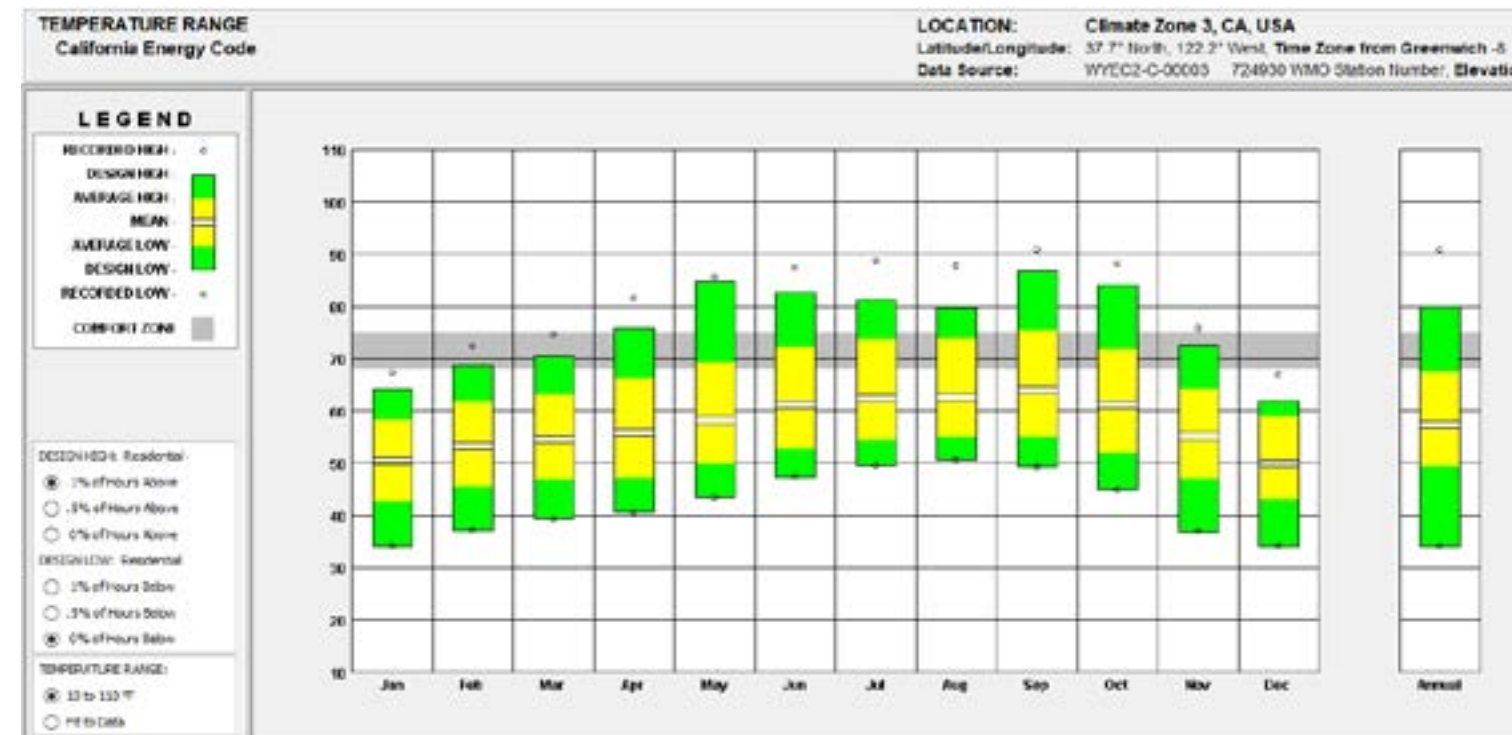 TEMPERATURE RANGE
California Energy Code
LOCATION: Climate Zone 3, CA, USA
Latitude/Longitude: 37.7° North, 122.2° West, Time Zone from Greenwich -8
Data Source: WYEC2-C-00003 724930 WMO Station Number, Elevatio
LEGEND
RECORDED HIGH -
DESIGN HIGH -
AVERAGE HIGH -
MEAN -
AVERAGE LOW -
DESIGN LOW -
RECORDED LOW -
COMFORT ZONE
DESIGN HIGH: Residential
1% of Hours Above
.5% of Hours Above
0% of Hours Above
DESIGN LOW: Residential
1% of Hours Below
.5% of Hours Below
0% of Hours Below
TEMPERATURE RANGE:
10 to 110 °F
Fit to Data
110
100
90
80
70
60
50
40
30
20
10
Jan Feb Mar Apr May Jun Jul Aug Sep Oct Nov Dec Annual